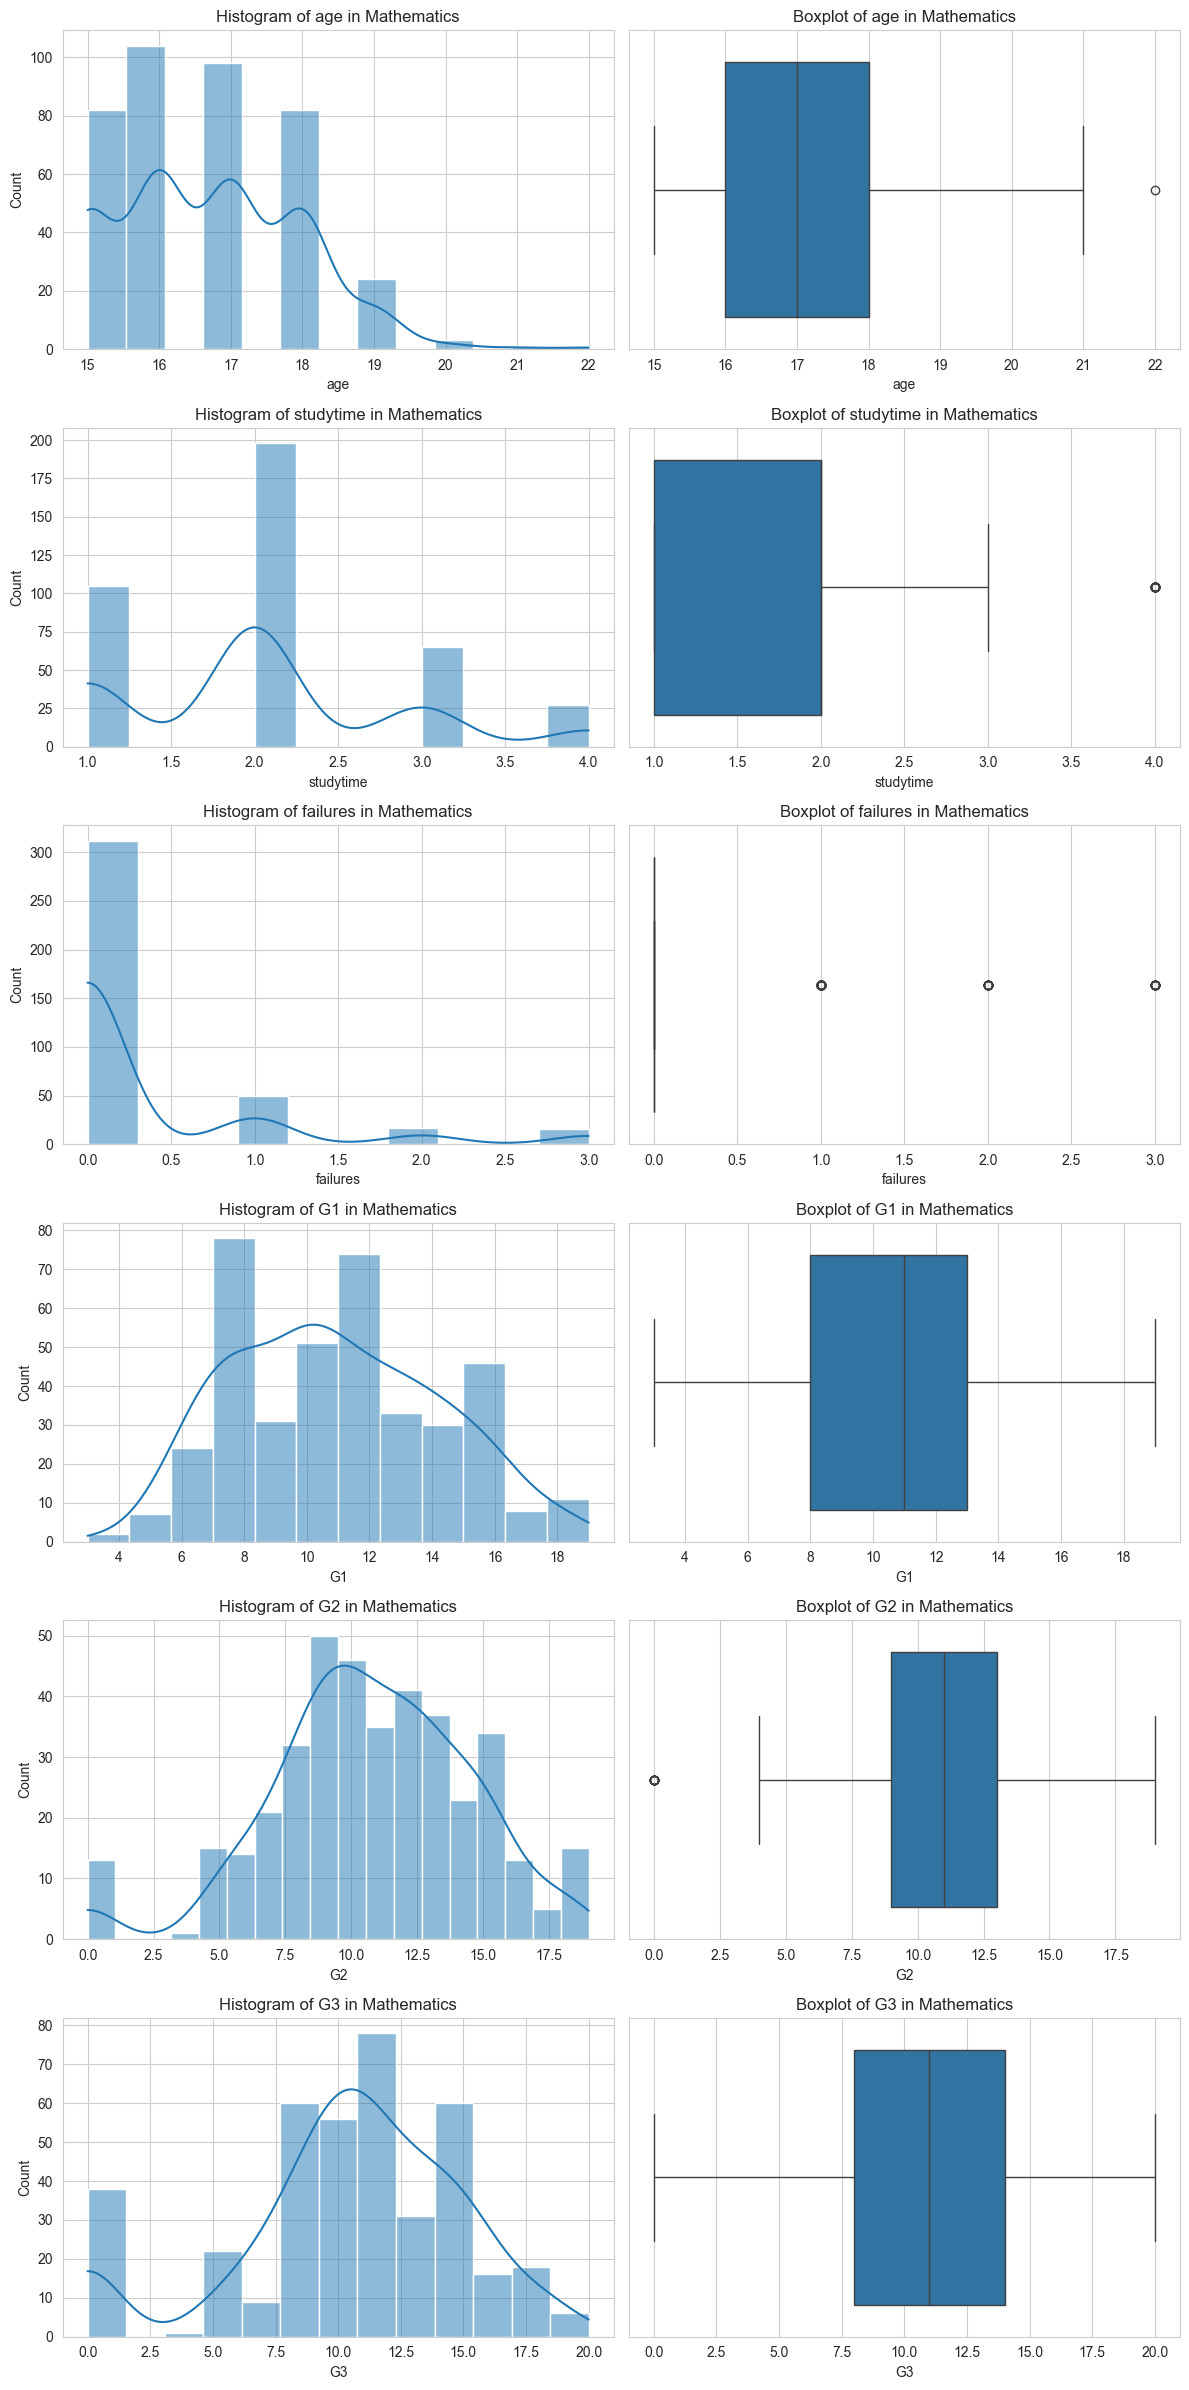 Histogram of age in Mathematics
100
80
60
40
20
0
Count
15 16 17 18 19 20 21 22
age
Boxplot of age in Mathematics
15 16 17 18 19 20 21 22
age
Histogram of studytime in Mathematics
200
175
150
125
100
75
50
25
0
Count
1.0 1.5 2.0 2.5 3.0 3.5 4.0
studytime
Boxplot of studytime in Mathematics
1.0 1.5 2.0 2.5 3.0 3.5 4.0
studytime
Histogram of failures in Mathematics
300
250
200
150
100
50
0
Count
0.0 0.5 1.0 1.5 2.0 2.5 3.0
failures
Boxplot of failures in Mathematics
0.0 0.5 1.0 1.5 2.0 2.5 3.0
failures
Histogram of G1 in Mathematics
80
70
60
50
40
30
20
10
0
Count
4 6 8 10 12 14 16 18
G1
Boxplot of G1 in Mathematics
4 6 8 10 12 14 16 18
G1
Histogram of G2 in Mathematics
50
40
30
20
10
0
Count
0.0 2.5 5.0 7.5 10.0 12.5 15.0 17.5
G2
Boxplot of G2 in Mathematics
0.0 2.5 5.0 7.5 10.0 12.5 15.0 17.5
G2
Histogram of G3 in Mathematics
80
70
60
50
40
30
20
10
0
Count
0.0 2.5 5.0 7.5 10.0 12.5 15.0 17.5 20.0
G3
Boxplot of G3 in Mathematics
0.0 2.5 5.0 7.5 10.0 12.5 15.0 17.5 20.0
G3